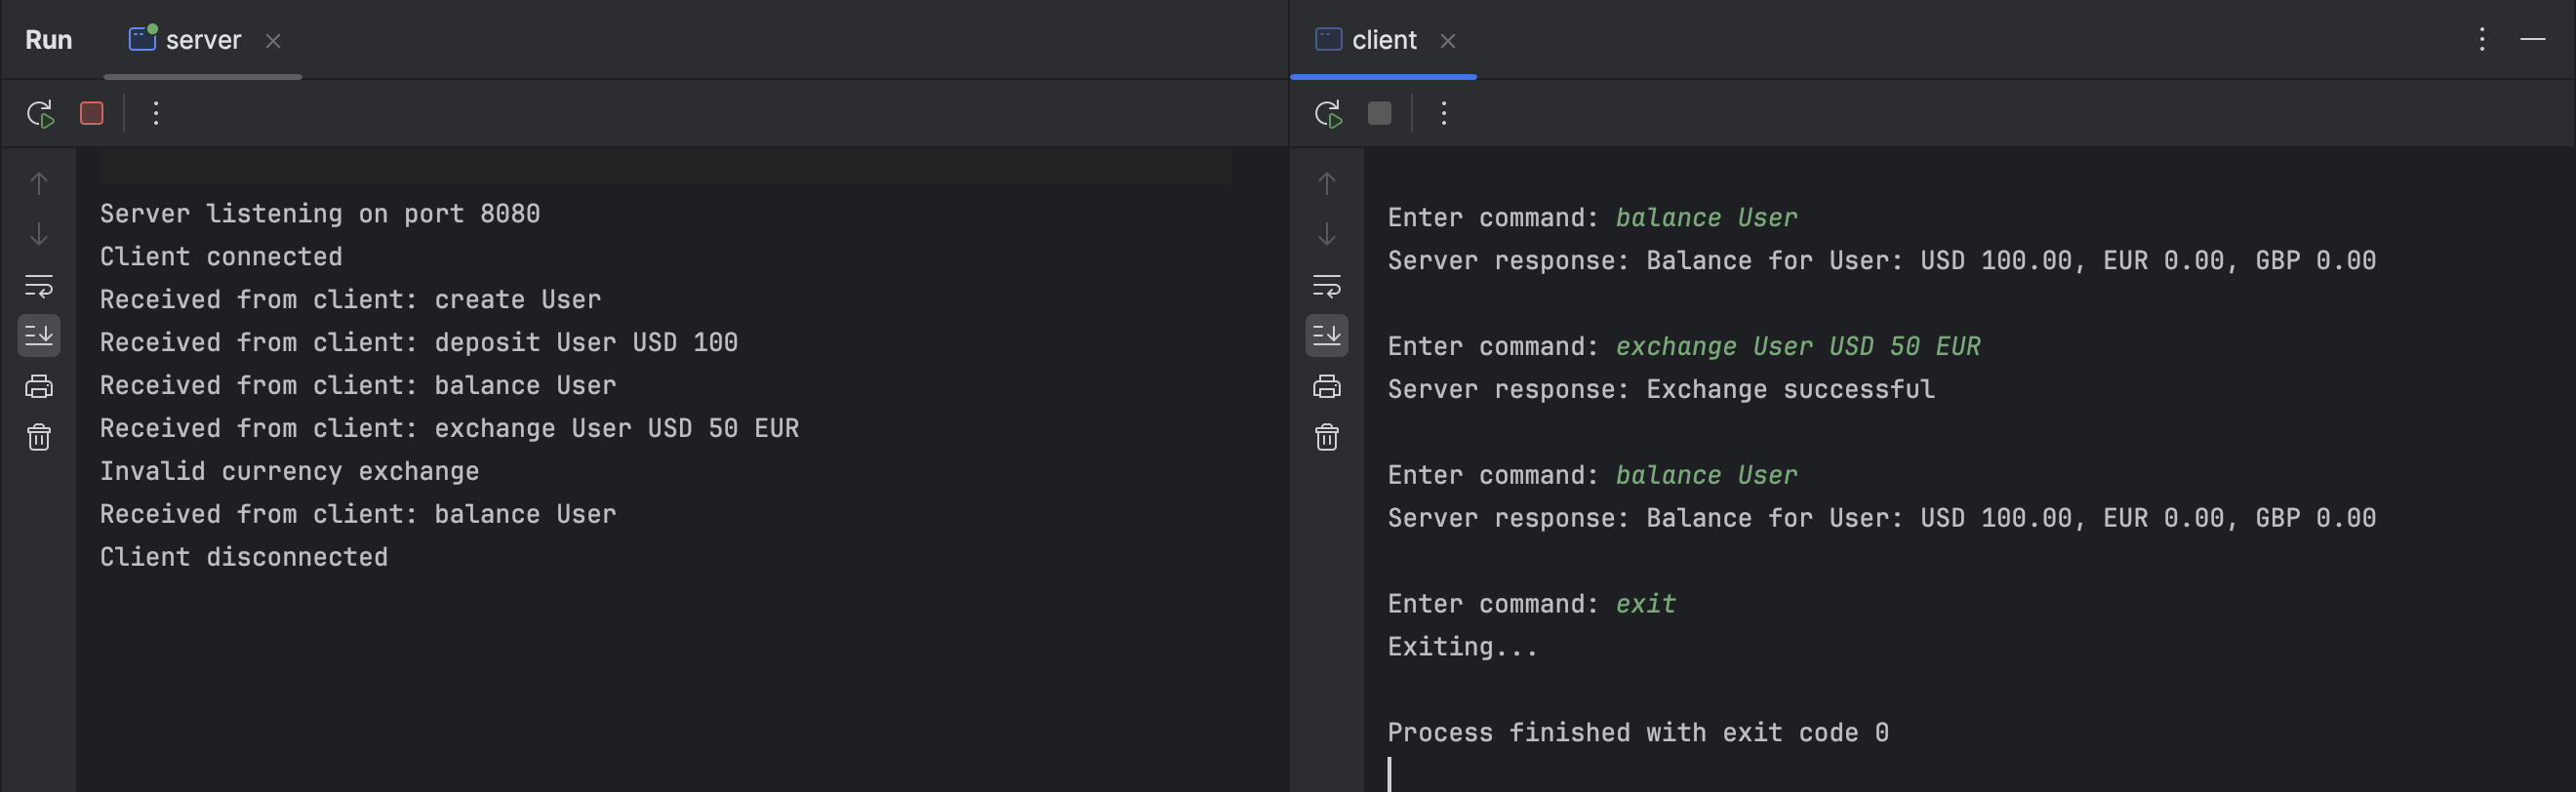 Run server
Server listening on port 8080
Client connected
Received from client: create User
Received from client: deposit User USD 100
Received from client: balance User
Received from client: exchange User USD 50 EUR
Invalid currency exchange
Received from client: balance User
Client disconnected
client
Enter command: balance User
Server response: Balance for User: USD 100.00, EUR 0.00, GBP 0.00
Enter command: exchange User USD 50 EUR
Server response: Exchange successful
Enter command: balance User
Server response: Balance for User: USD 100.00, EUR 0.00, GBP 0.00
Enter command: exit
Exiting...
Process finished with exit code 0